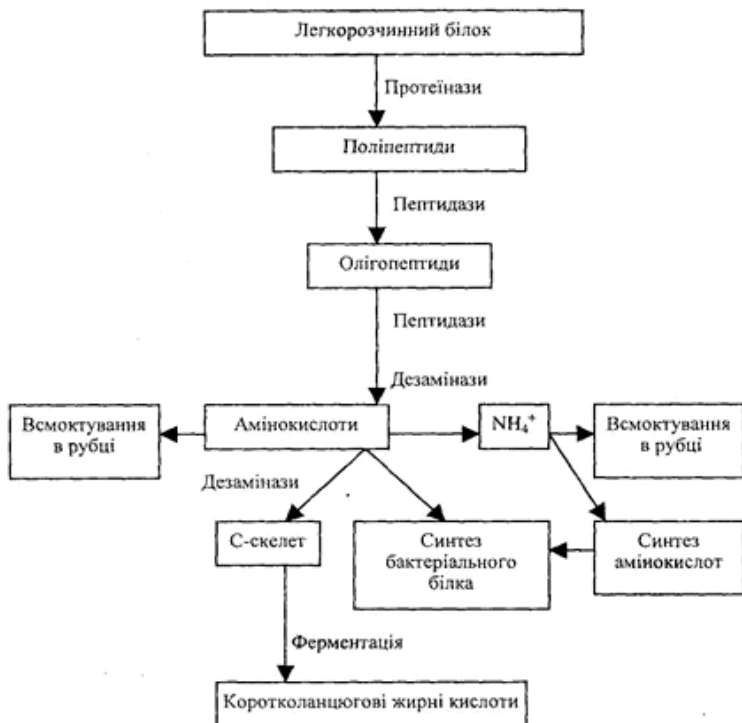 Легкорозчинний білок
Протеїнази
Поліпептиди
Пептидази
Олігопептиди
Пептидази
Дезамінази
Всмоктування
в рубці
Амінокислоти
NH₄⁺
Всмоктування
в рубці
Дезамінази
С-скелет
Синтез
бактеріального
білка
Синтез
амінокислот
Ферментація
Коротколанцюгові жирні кислоти